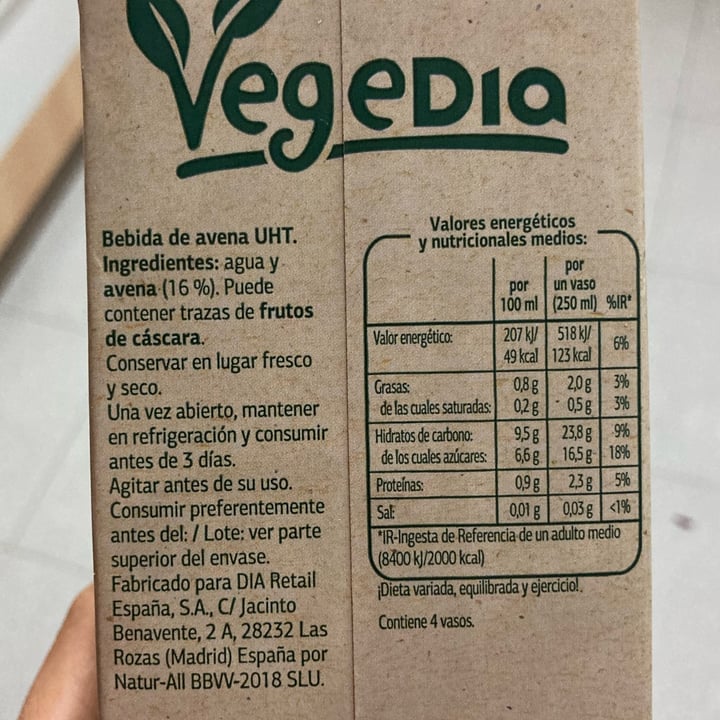 VegeDia
Bebida de avena UHT.
Ingredientes: agua y
avena (16 %). Puede
contener trazas de frutos
de cáscara.
Conservar en lugar fresco
y seco.
Una vez abierto, mantener
en refrigeración y consumir
antes de 3 días.
Agitar antes de su uso.
Consumir preferentemente
antes del: / Lote: ver parte
superior del envase.
Fabricado para DIA Retail
España, S.A., C/ Jacinto
Benavente, 2 A, 28232 Las
Rozas (Madrid) España por
Natur-All BBVV-2018 SLU.
Valores energéticos
y nutricionales medios:
por
100 ml
por
un vaso
(250 ml)
%IR*
Valor energético: 207 kJ/ 518 kJ/ 6%
49 kcal 123 kcal
Grasas: 0,8 g 2,0 g 3%
de las cuales saturadas: 0,2 g 0,5 g 3%
Hidratos de carbono: 9,5 g 23,8 g 9%
de los cuales azúcares: 6,6 g 16,5 g 18%
Proteínas: 0,9 g 2,3 g 5%
Sal: 0,01 g 0,03 g <1%
*IR-Ingesta de Referencia de un adulto medio
(8400 kJ/2000 kcal)
¡Dieta variada, equilibrada y ejercicio!.
Contiene 4 vasos.